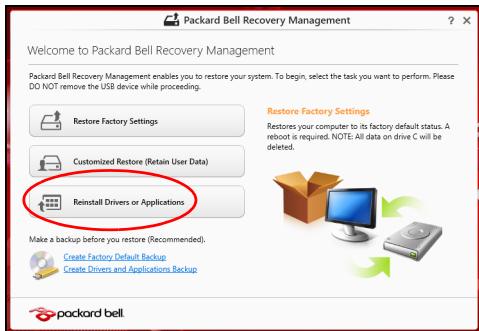 Packard Bell Recovery Management
? X
Welcome to Packard Bell Recovery Management
Packard Bell Recovery Management enables you to restore your system. To begin, select the task you want to perform. Please
DO NOT remove the USB device while proceeding.
Restore Factory Settings
Customized Restore (Retain User Data)
Reinstall Drivers or Applications
Restore Factory Settings
Restores your computer to its factory default status. A
reboot is required. NOTE: All data on drive C will be
deleted.
Make a backup before you restore (Recommended).
Create Factory Default Backup
Create Drivers and Applications Backup
packard bell